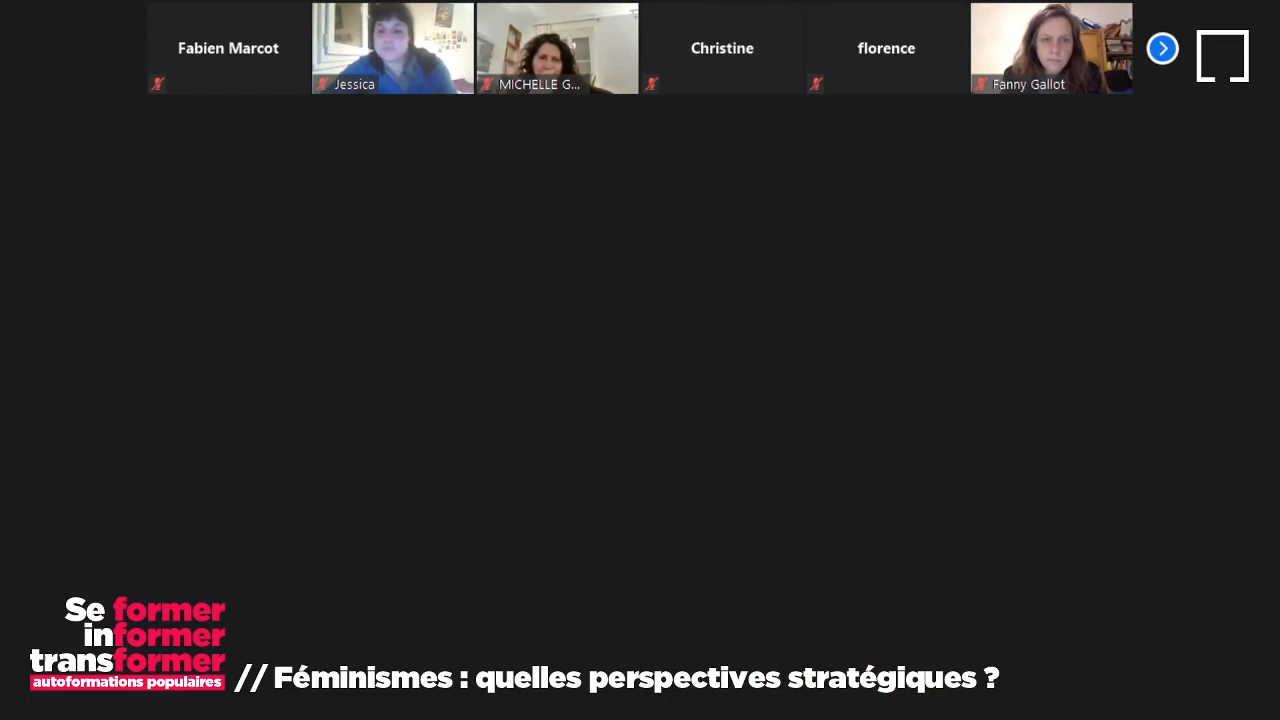 Fabien Marcot
Jessica
MICHELLE G...
Christine
florence
Fanny Gallot
Se former
informer
transformer
autoformations populaires
// Féminismes : quelles perspectives stratégiques ?